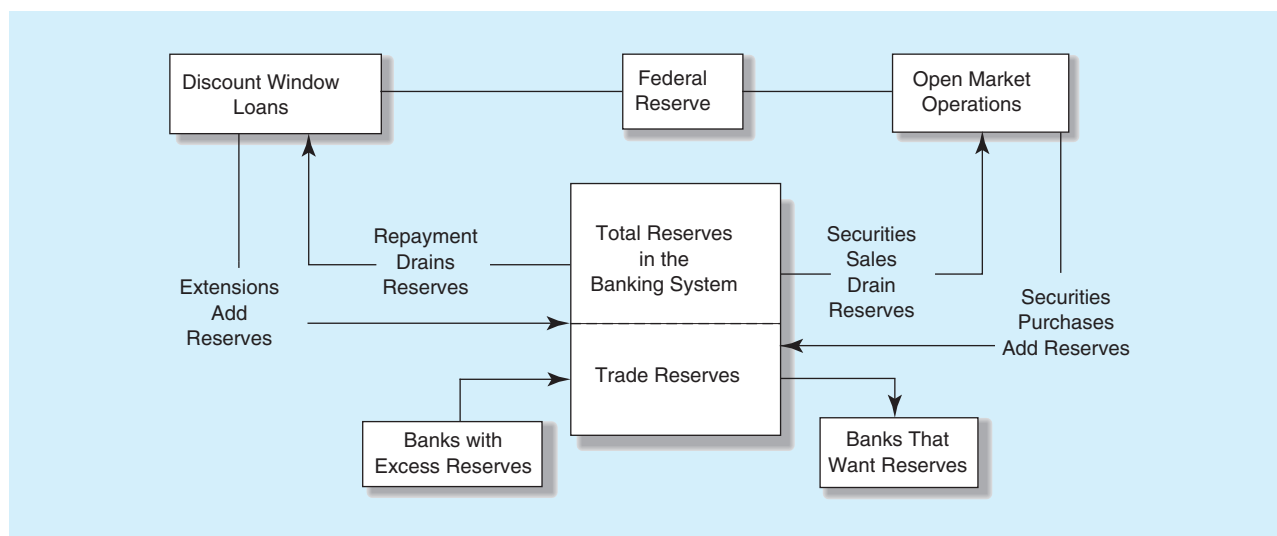 Discount Window
Loans
Federal
Reserve
Open Market
Operations
Repayment
Drains
Reserves
Total Reserves
in the
Banking System
Securities
Sales
Drain
Reserves
Extensions
Add
Reserves
Securities
Purchases
Add Reserves
Trade Reserves
Banks with
Excess Reserves
Banks That
Want Reserves